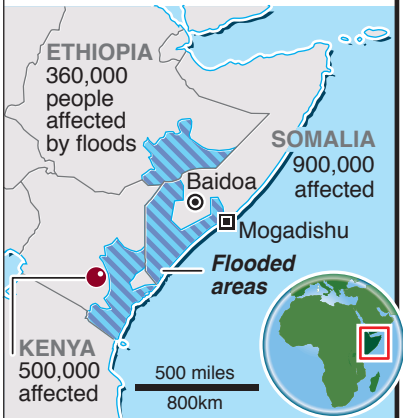 ETHIOPIA
360,000
people
affected
by floods
SOMALIA
900,000
affected
Baidoa
Mogadishu
Flooded
areas
KENYA
500,000
affected
500 miles
800km